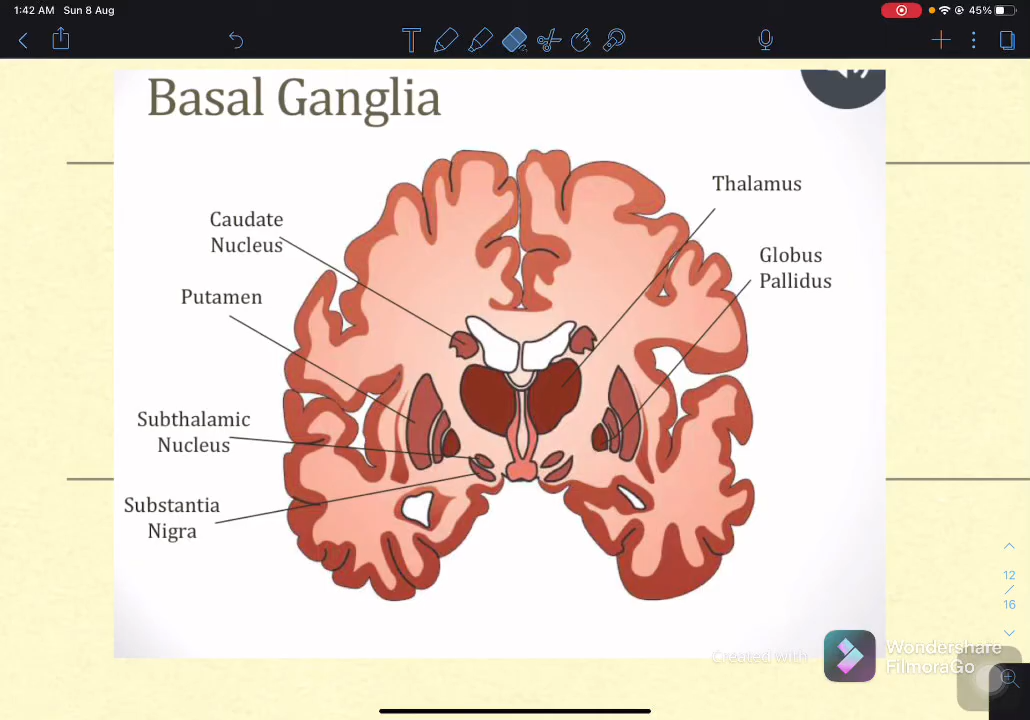 1:42 AM Sun 8 Aug
45%
T
Basal Ganglia
Thalamus
Caudate
Nucleus
Globus
Pallidus
Putamen
Subthalamic
Nucleus
Substantia
Nigra
12
/
16
Created with
Wondershare
FilmoraGo